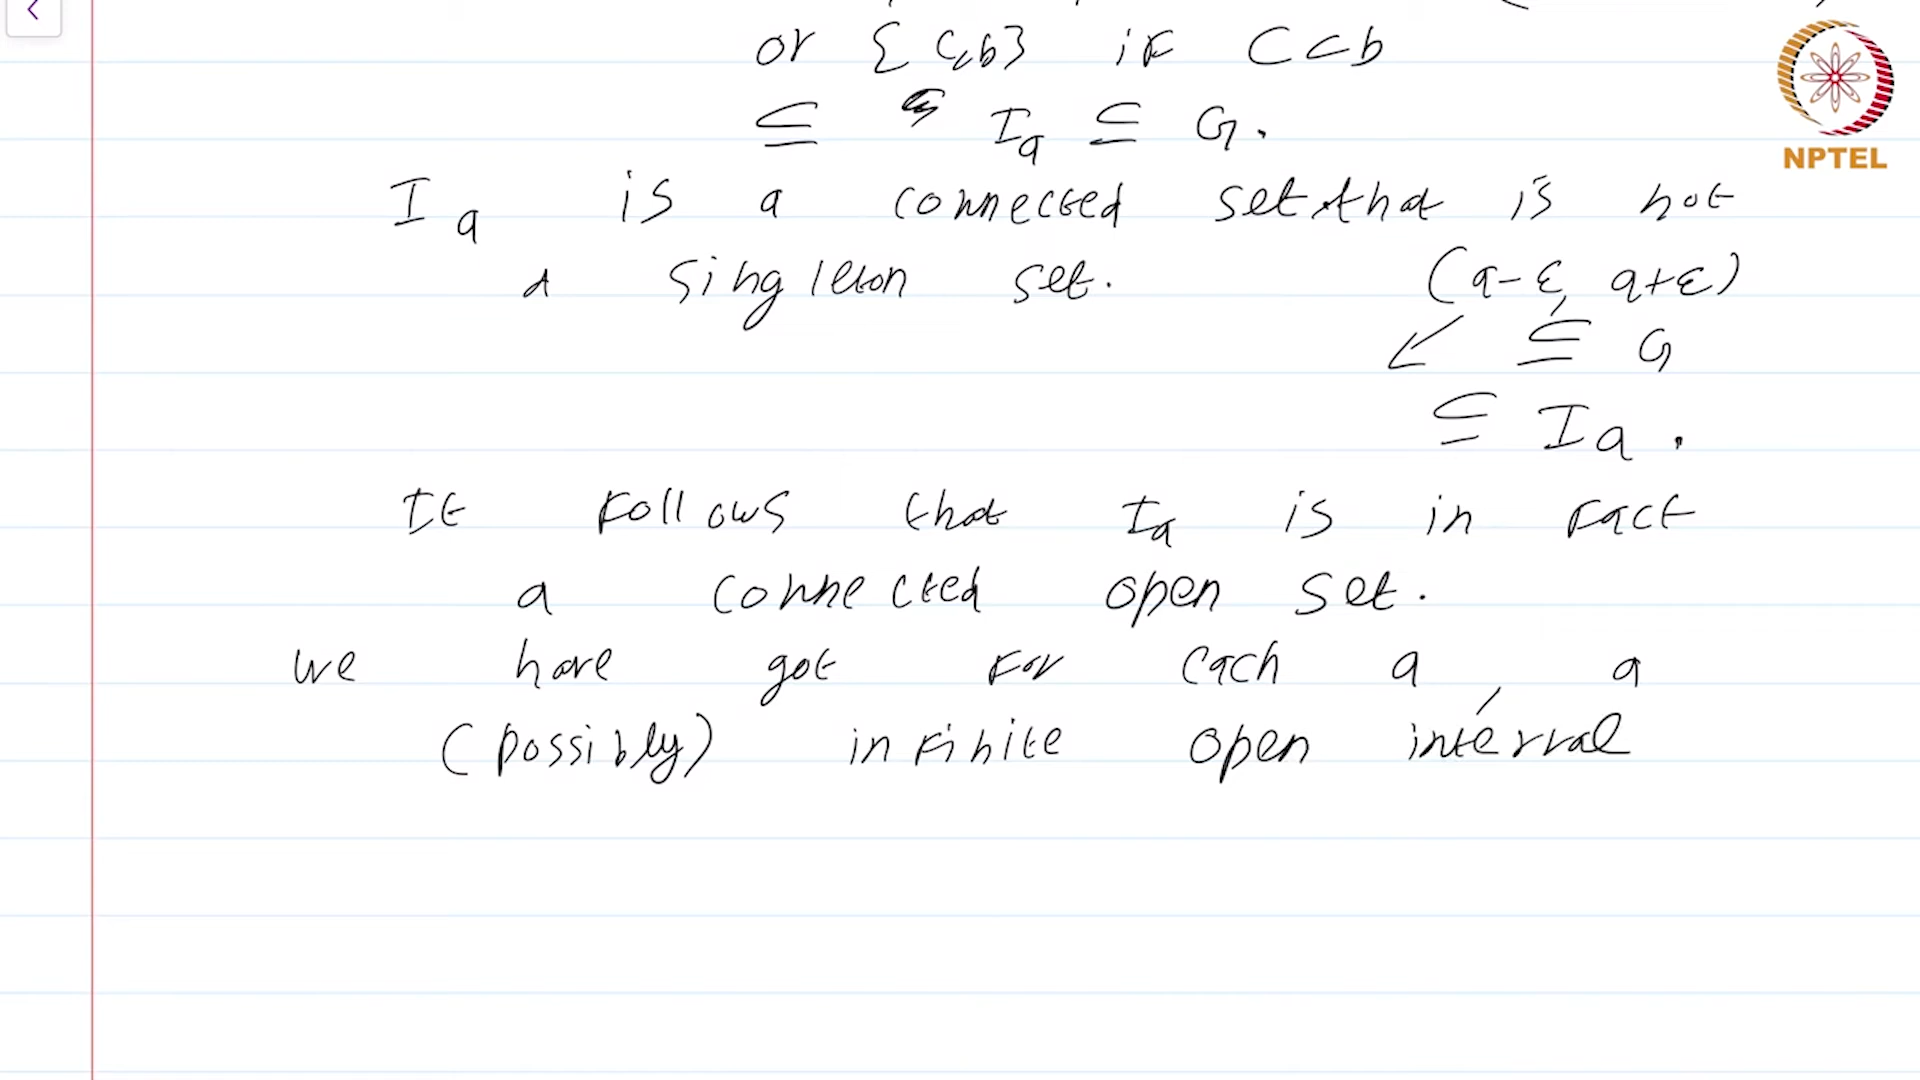 or { c,b} if c<b
⊆ I_a ⊆ G.
NPTEL
I_a is a connected set that is not
a singleton set. (a-ε, a+ε)
⊆ G
⊆ I_a.
It follows that I_a is in fact
a connected open set.
we have got for each a, a
(possibly) infinite open interval